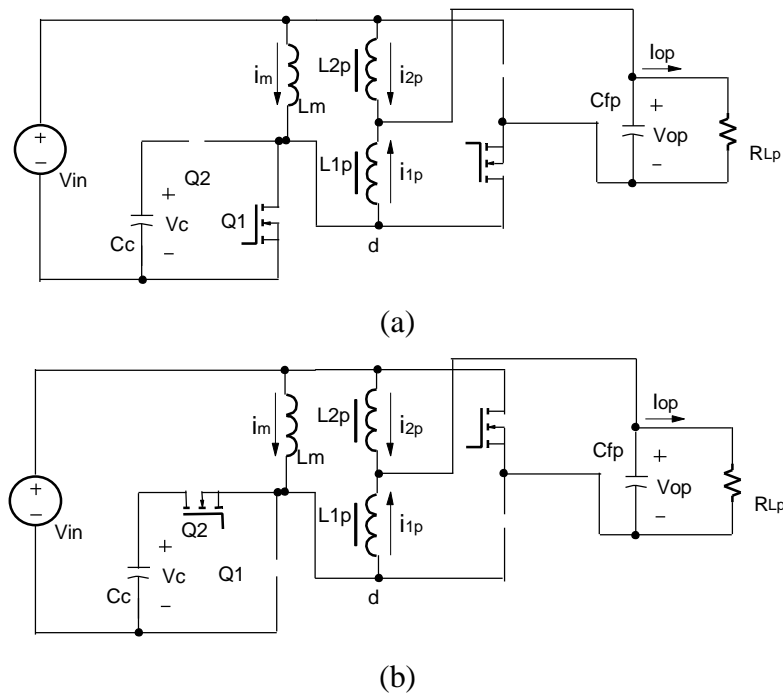 im
Lm
L2p
i2p
Iop
Cfp
+
Vop
−
RLp
+
−
Vin
Q2
+
Vc
−
Cc
Q1
L1p
i1p
d
(a)
im
Lm
L2p
i2p
Iop
Cfp
+
Vop
−
RLp
+
−
Vin
Q2
+
Vc
−
Cc
Q1
L1p
i1p
d
(b)